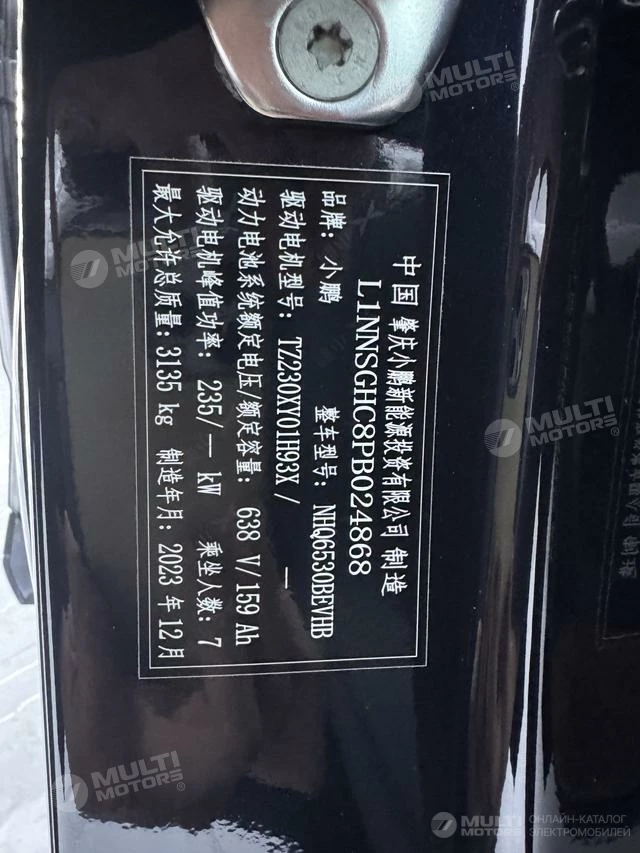 中国 肇庆小鹏新能源投资有限公司 制造
L1NNSGHC8PB024868
品牌: 小鹏 整车型号: NHQ6530BEVHB
驱动电机型号: TZ230XY01H93X / —
动力电池系统额定电压/额定容量: 638 V/159 Ah
驱动电机峰值功率: 235/— kW 乘坐人数: 7
最大允许总质量: 3135 kg 制造年月: 2023 年 12月
MULTI MOTORS
MULTI MOTORS
MULTI MOTORS
MULTI MOTORS
MULTI MOTORS
ОНЛАЙН-КАТАЛОГ
ЭЛЕКТРОМОБИЛЕЙ